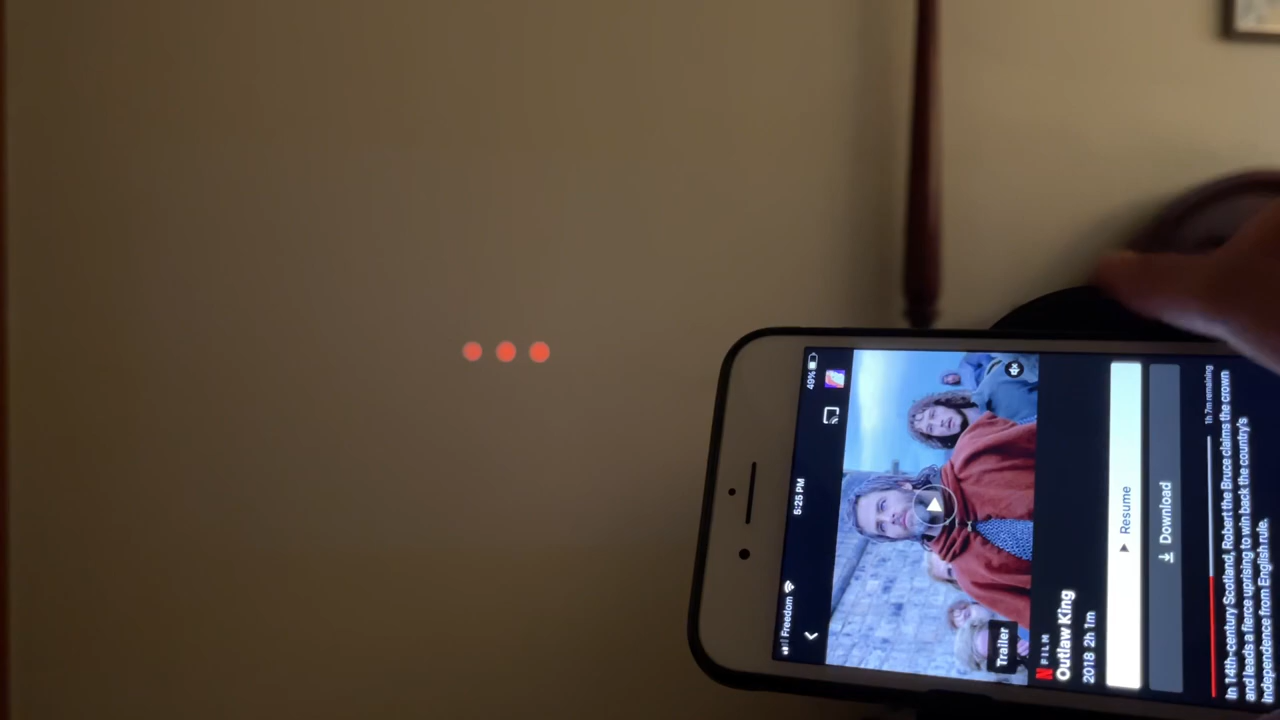 Freedom 5:25 PM 49%
Trailer
N FILM
Outlaw King
2018 2h 1m
Resume
Download
1h 7m remaining
In 14th-century Scotland, Robert the Bruce claims the crown
and leads a fierce uprising to win back the country's
independence from English rule.